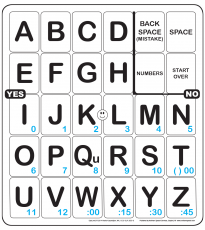 A B C D BACK SPACE (MISTAKE) SPACE
E F G H NUMBERS START OVER
YES NO
I J K L M N
0 1 2 3 4 5
O P Qu R S T
6 7 8 9 10 ( ) 00
U V W X Y Z
11 12 :00 :15 :30 :45